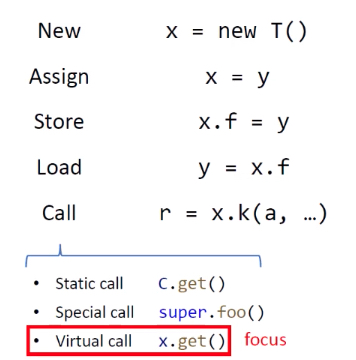 New x = new T()
Assign x = y
Store x.f = y
Load y = x.f
Call r = x.k(a, …)
• Static call C.get()
• Special call super.foo()
• Virtual call x.get() focus